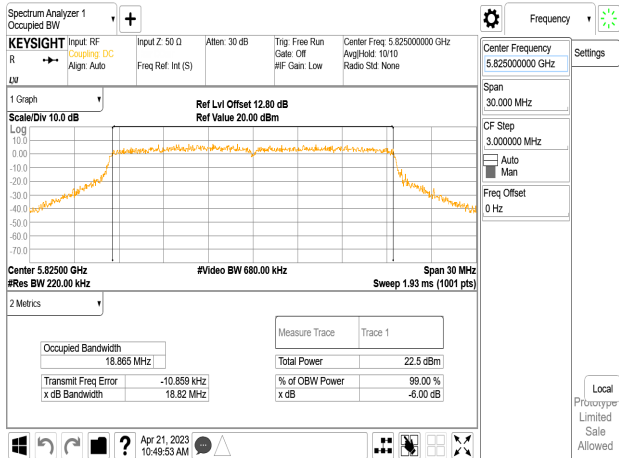 Spectrum Analyzer 1
Occupied BW
Frequency
KEYSIGHT
R
Input: RF
Coupling: DC
Align: Auto
Input Z: 50 Ω
Freq Ref: Int (S)
Atten: 30 dB
Trig: Free Run
Gate: Off
#IF Gain: Low
Center Freq: 5.825000000 GHz
Avg|Hold: 10/10
Radio Std: None
LXI
1 Graph
Scale/Div 10.0 dB
Ref Lvl Offset 12.80 dB
Ref Value 20.00 dBm
Log
10.0
0.00
-10.0
-20.0
-30.0
-40.0
-50.0
-60.0
-70.0
Center 5.82500 GHz
#Res BW 220.00 kHz
#Video BW 680.00 kHz
Span 30 MHz
Sweep 1.93 ms (1001 pts)
2 Metrics
Measure Trace
Trace 1
Occupied Bandwidth
18.865 MHz
Total Power
22.5 dBm
Transmit Freq Error
-10.859 kHz
% of OBW Power
99.00 %
x dB Bandwidth
18.82 MHz
x dB
-6.00 dB
Center Frequency
5.825000000 GHz
Settings
Span
30.000 MHz
CF Step
3.000000 MHz
Auto
Man
Freq Offset
0 Hz
Local
Prototype
Limited
Sale
Allowed
?
Apr 21, 2023
10:49:53 AM